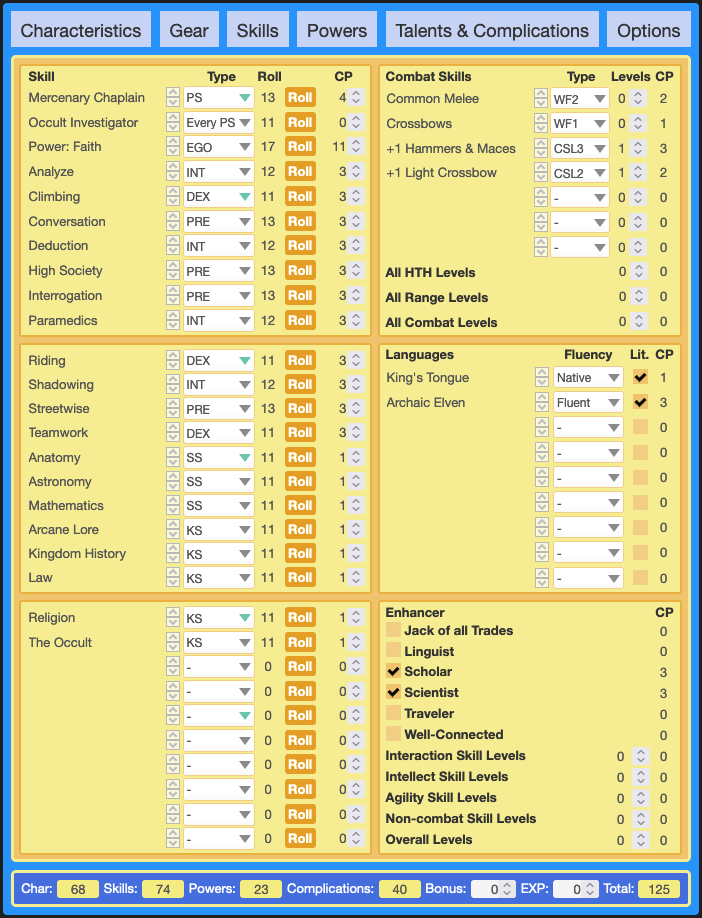 Characteristics Gear Skills Powers Talents & Complications Options
Skill Type Roll CP
Mercenary Chaplain PS 13 Roll 4
Occult Investigator Every PS 11 Roll 0
Power: Faith EGO 17 Roll 11
Analyze INT 12 Roll 3
Climbing DEX 11 Roll 3
Conversation PRE 13 Roll 3
Deduction INT 12 Roll 3
High Society PRE 13 Roll 3
Interrogation PRE 13 Roll 3
Paramedics INT 12 Roll 3
Combat Skills Type Levels CP
Common Melee WF2 0 2
Crossbows WF1 0 1
+1 Hammers & Maces CSL3 1 3
+1 Light Crossbow CSL2 1 2
- 0 0
- 0 0
- 0 0
All HTH Levels 0 0
All Range Levels 0 0
All Combat Levels 0 0
Riding DEX 11 Roll 3
Shadowing INT 12 Roll 3
Streetwise PRE 13 Roll 3
Teamwork DEX 11 Roll 3
Anatomy SS 11 Roll 1
Astronomy SS 11 Roll 1
Mathematics SS 11 Roll 1
Arcane Lore KS 11 Roll 1
Kingdom History KS 11 Roll 1
Law KS 11 Roll 1
Languages Fluency Lit. CP
King's Tongue Native 1
Archaic Elven Fluent 3
- 0
- 0
- 0
- 0
- 0
- 0
- 0
Religion KS 11 Roll 1
The Occult KS 11 Roll 1
- 0 Roll 0
- 0 Roll 0
- 0 Roll 0
- 0 Roll 0
- 0 Roll 0
- 0 Roll 0
- 0 Roll 0
- 0 Roll 0
Enhancer CP
Jack of all Trades 0
Linguist 0
Scholar 3
Scientist 3
Traveler 0
Well-Connected 0
Interaction Skill Levels 0 0
Intellect Skill Levels 0 0
Agility Skill Levels 0 0
Non-combat Skill Levels 0 0
Overall Levels 0 0
Char: 68 Skills: 74 Powers: 23 Complications: 40 Bonus: 0 EXP: 0 Total: 125